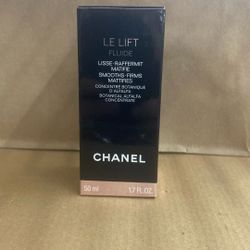 LE LIFT
FLUIDE
LISSE-RAFFERMIT
MATIFIE
SMOOTHS-FIRMS
MATTIFIES
CONCENTRÉ BOTANIQUE
D'ALFALFA
BOTANICAL ALFALFA
CONCENTRATE
CHANEL
50 ml
1.7 FL. OZ.